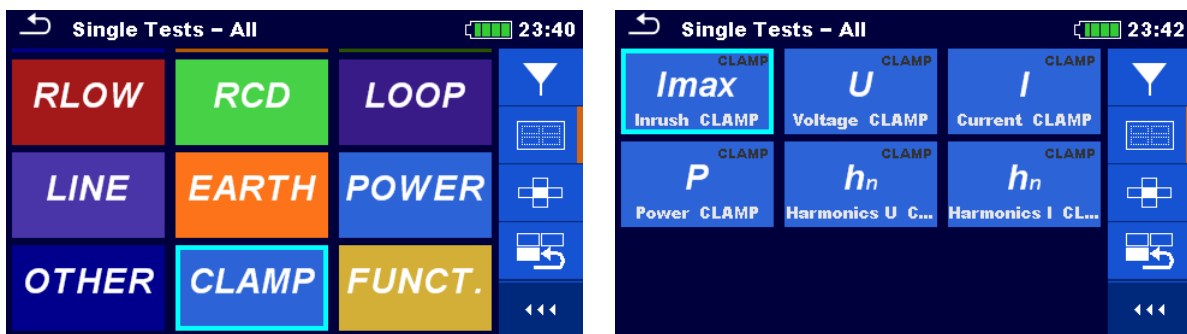 Single Tests – All 23:40
RLOW RCD LOOP
LINE EARTH POWER
OTHER CLAMP FUNCT.
Single Tests – All 23:42
CLAMP CLAMP CLAMP
Imax U I
Inrush CLAMP Voltage CLAMP Current CLAMP
CLAMP CLAMP CLAMP
P hn hn
Power CLAMP Harmonics U C... Harmonics I CL...